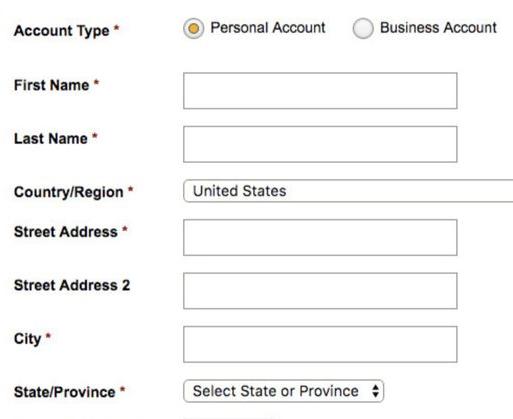 Account Type * Personal Account Business Account
First Name *
Last Name *
Country/Region * United States
Street Address *
Street Address 2
City *
State/Province * Select State or Province